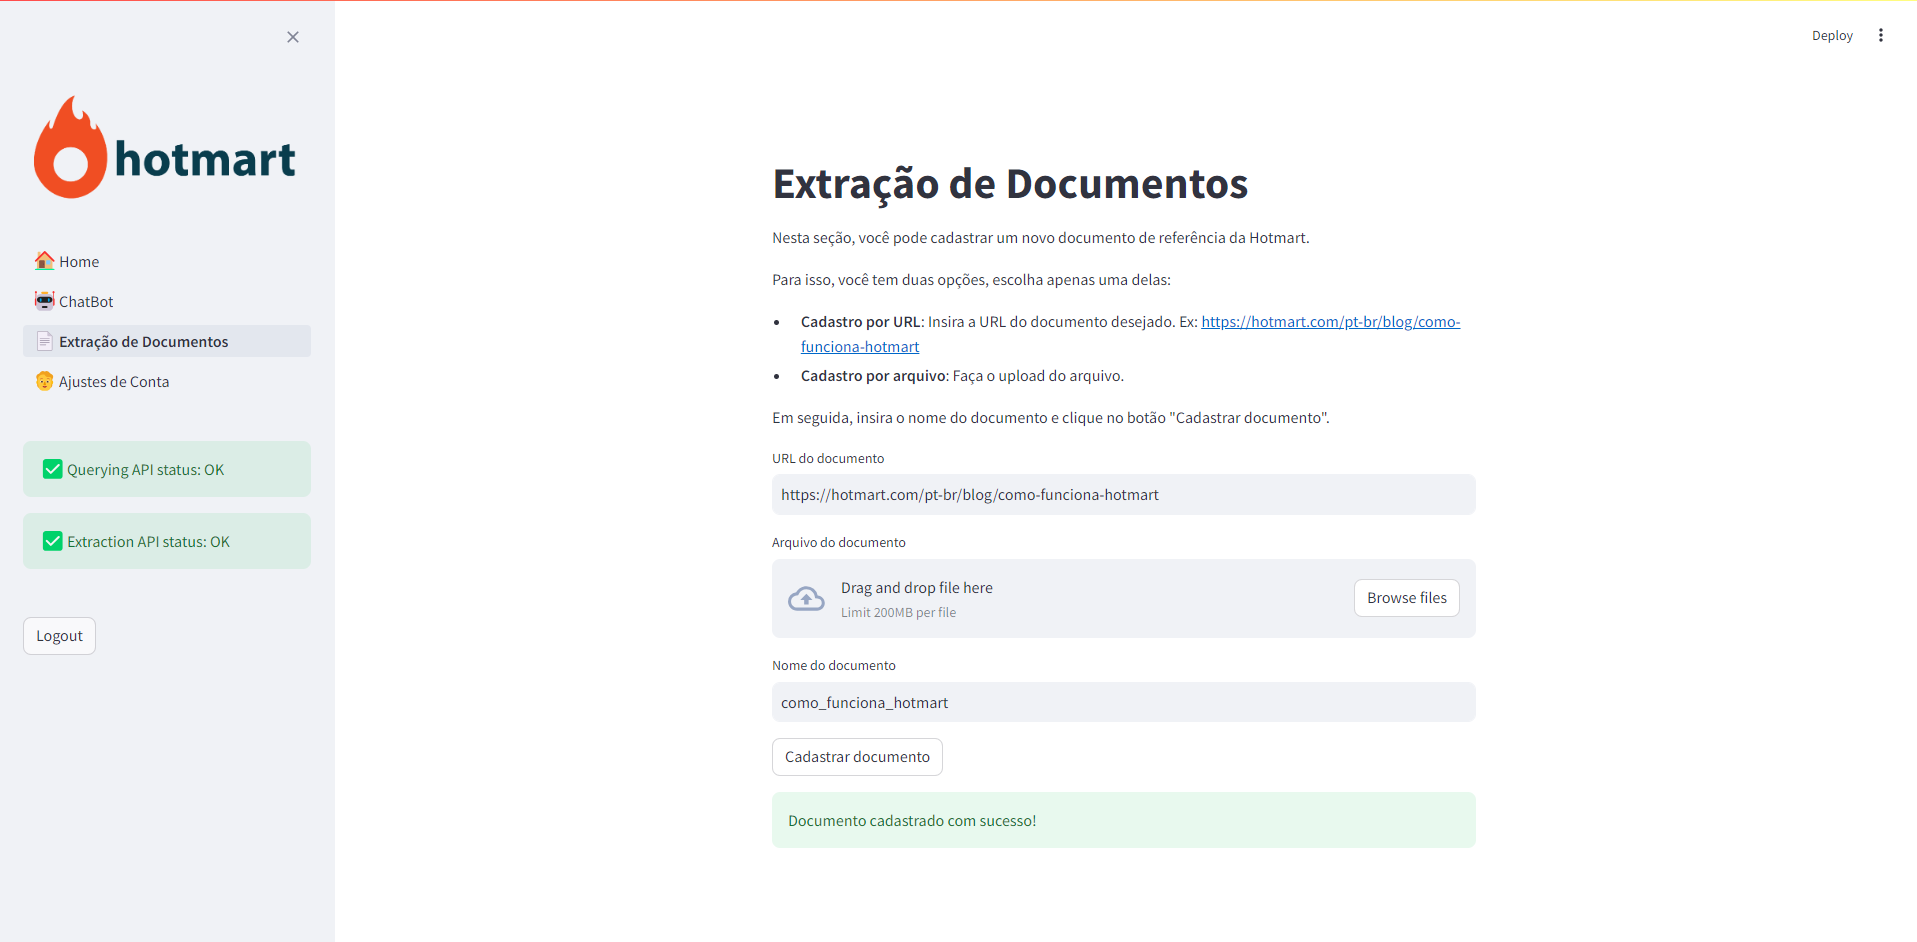 Deploy
hotmart
Home
ChatBot
Extração de Documentos
Ajustes de Conta
Querying API status: OK
Extraction API status: OK
Logout
Extração de Documentos
Nesta seção, você pode cadastrar um novo documento de referência da Hotmart.
Para isso, você tem duas opções, escolha apenas uma delas:
• Cadastro por URL: Insira a URL do documento desejado. Ex: https://hotmart.com/pt-br/blog/como-
funciona-hotmart
• Cadastro por arquivo: Faça o upload do arquivo.
Em seguida, insira o nome do documento e clique no botão "Cadastrar documento".
URL do documento
https://hotmart.com/pt-br/blog/como-funciona-hotmart
Arquivo do documento
Drag and drop file here
Limit 200MB per file
Browse files
Nome do documento
como_funciona_hotmart
Cadastrar documento
Documento cadastrado com sucesso!